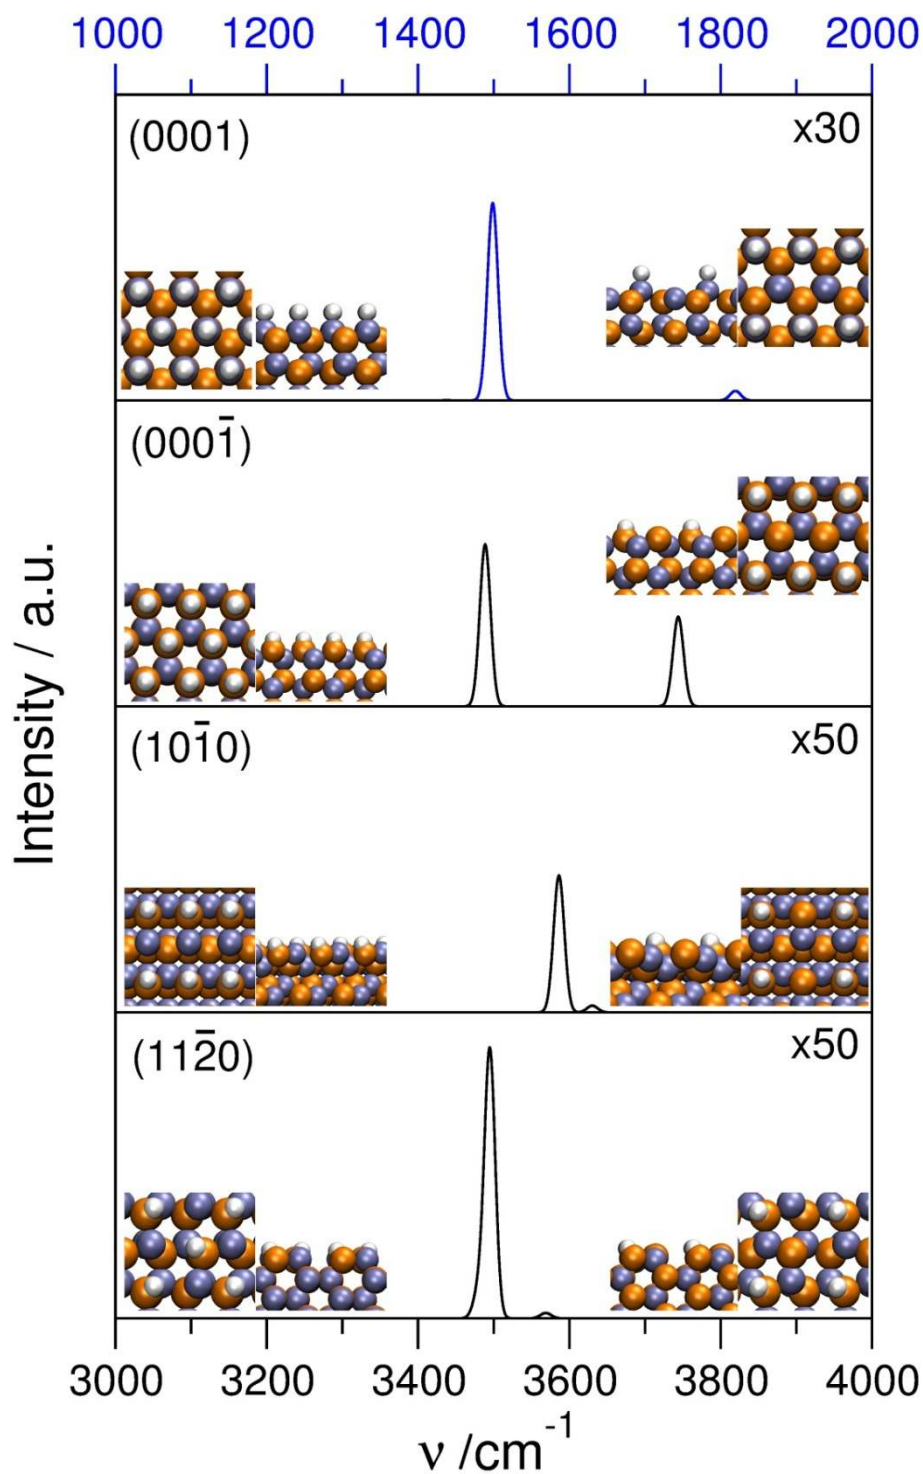 1000 1200 1400 1600 1800 2000
(0001) x30
(0001̄)
(101̄0) x50
(112̄0) x50
Intensity / a.u.
3000 3200 3400 3600 3800 4000
ν /cm⁻¹